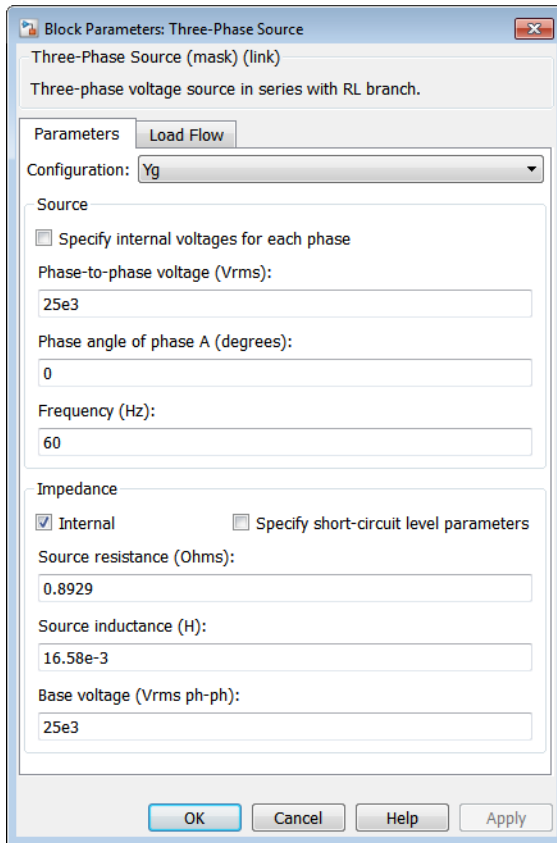 Block Parameters: Three-Phase Source
Three-Phase Source (mask) (link)
Three-phase voltage source in series with RL branch.
Parameters Load Flow
Configuration: Yg
Source
Specify internal voltages for each phase
Phase-to-phase voltage (Vrms):
25e3
Phase angle of phase A (degrees):
0
Frequency (Hz):
60
Impedance
Internal Specify short-circuit level parameters
Source resistance (Ohms):
0.8929
Source inductance (H):
16.58e-3
Base voltage (Vrms ph-ph):
25e3
OK Cancel Help Apply